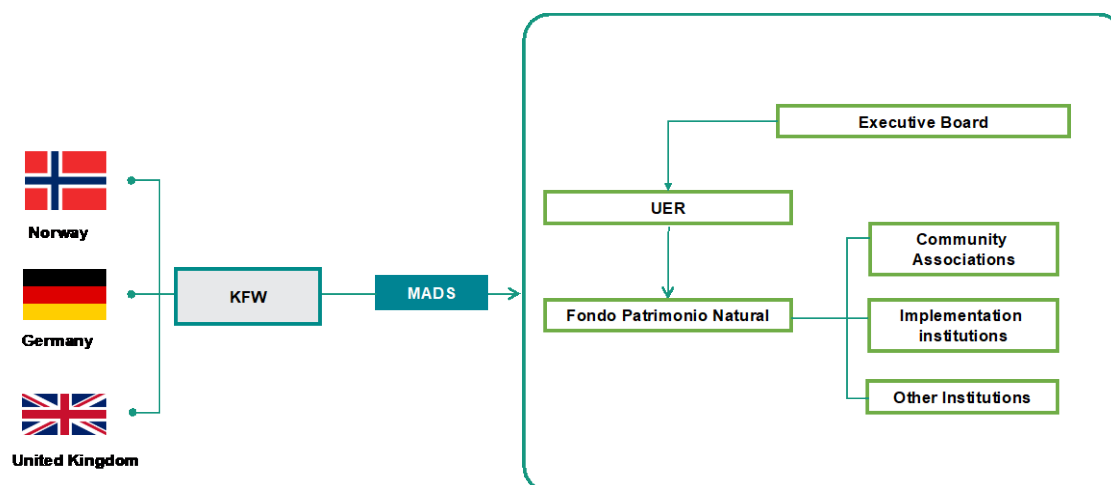 Norway
Germany
United Kingdom
KFW
MADS
Executive Board
UER
Fondo Patrimonio Natural
Community
Associations
Implementation
institutions
Other Institutions